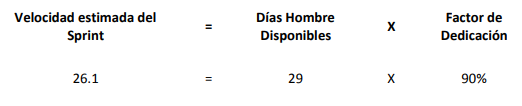 Velocidad estimada del Sprint = Días Hombre Disponibles X Factor de Dedicación
26.1 = 29 X 90%